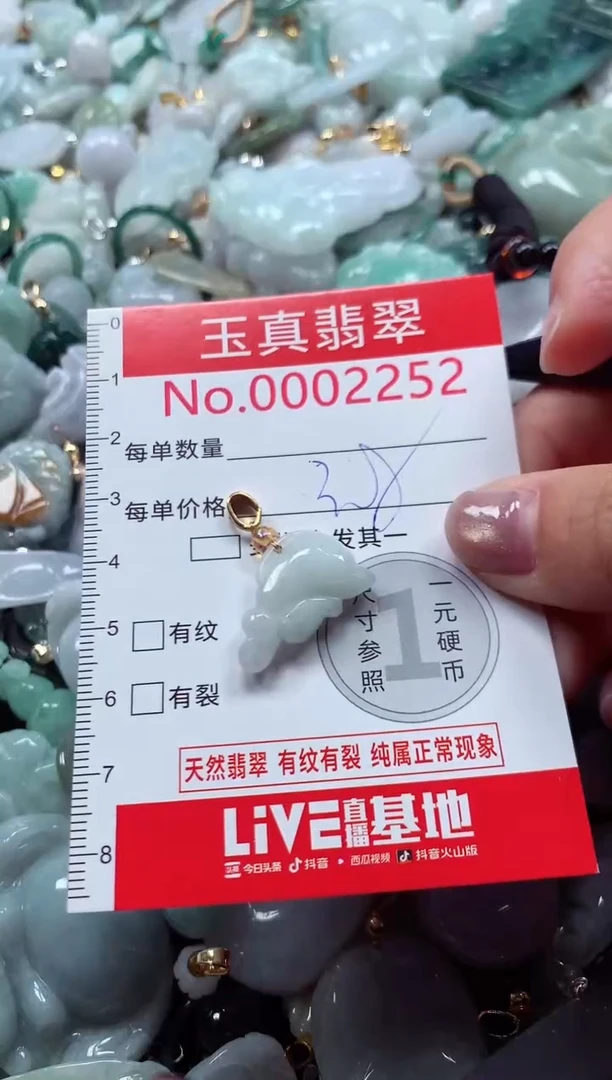 玉真翡翠
No.0002252
每单数量
每单价格
发其一
有纹
有裂
尺寸参照
1
一元硬币
天然翡翠 有纹有裂 纯属正常现象
LiVE直播基地
头条 今日头条 抖音 西瓜视频 抖音火山版
0
1
2
3
4
5
6
7
8